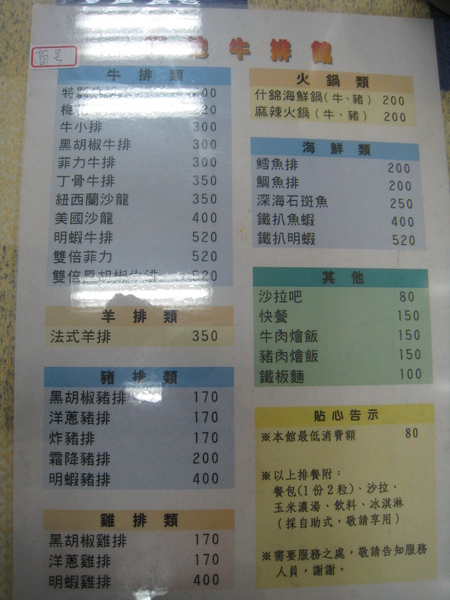 牛排館
牛排類
200
300
牛小排 300
黑胡椒牛排 300
菲力牛排 300
丁骨牛排 350
紐西蘭沙龍 350
美國沙龍 400
明蝦牛排 520
雙倍菲力 520
雙倍黑胡椒牛排 520
羊排類
法式羊排 350
豬排類
黑胡椒豬排 170
洋蔥豬排 170
炸豬排 170
霜降豬排 200
明蝦豬排 400
雞排類
黑胡椒雞排 170
洋蔥雞排 170
明蝦雞排 400
火鍋類
什錦海鮮鍋(牛、豬) 200
麻辣火鍋(牛、豬) 200
海鮮類
鱈魚排 200
鯛魚排 200
深海石斑魚 250
鐵扒魚蝦 400
鐵扒明蝦 520
其他
沙拉吧 80
快餐 150
牛肉燴飯 150
豬肉燴飯 150
鐵板麵 100
貼心告示
※本館最低消費額 80
※以上排餐附：
餐包(1份2粒)、沙拉、
玉米濃湯、飲料、冰淇淋
(採自助式，敬請享用)
※需要服務之處，敬請告知服務
人員，謝謝。